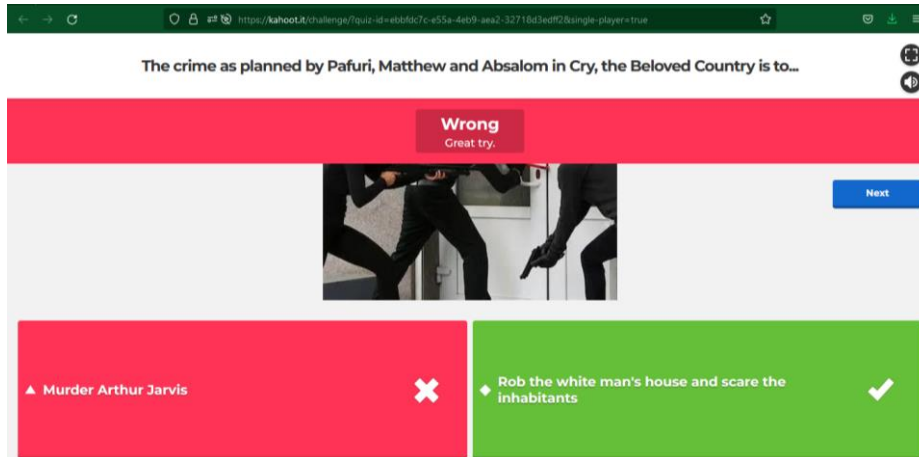 https://kahoot.it/challenge/?quiz-id=ebbfdc7c-e55a-4eb9-aea2-32718d3edff2&single-player=true
The crime as planned by Pafuri, Matthew and Absalom in Cry, the Beloved Country is to...
Wrong
Great try.
Next
Murder Arthur Jarvis
Rob the white man's house and scare the
inhabitants